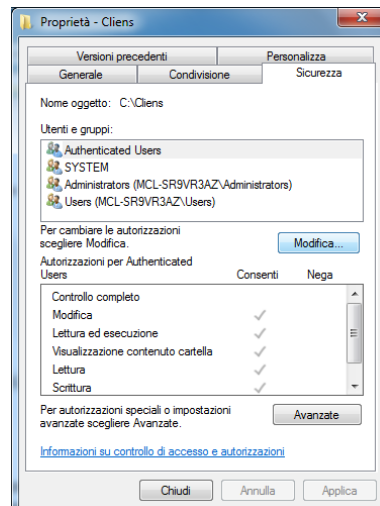 Proprietà - Cliens
Versioni precedenti
Personalizza
Generale
Condivisione
Sicurezza
Nome oggetto: C:\Cliens
Utenti e gruppi:
Authenticated Users
SYSTEM
Administrators (MCL-SR9VR3AZ\Administrators)
Users (MCL-SR9VR3AZ\Users)
Per cambiare le autorizzazioni
scegliere Modifica.
Modifica...
Autorizzazioni per Authenticated
Users
Consenti
Nega
Controllo completo
Modifica
Lettura ed esecuzione
Visualizzazione contenuto cartella
Lettura
Scrittura
Per autorizzazioni speciali o impostazioni
avanzate scegliere Avanzate.
Avanzate
Informazioni su controllo di accesso e autorizzazioni
Chiudi
Annulla
Applica